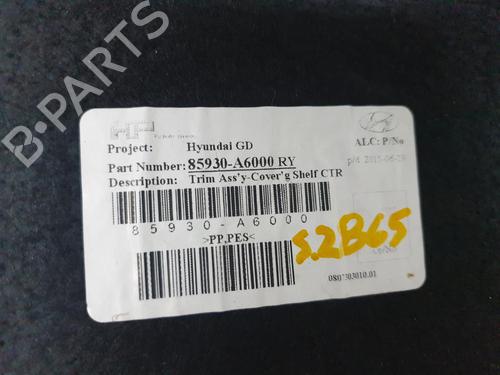 B-PARTS
Project: Hyundai GD
ALC: P/No
Part Number: 85930-A6000 RY
Description: Trim Ass'y-Cover'g Shelf CTR
85930-A6000
>PP,PES<
S.2B65
0807303010.01